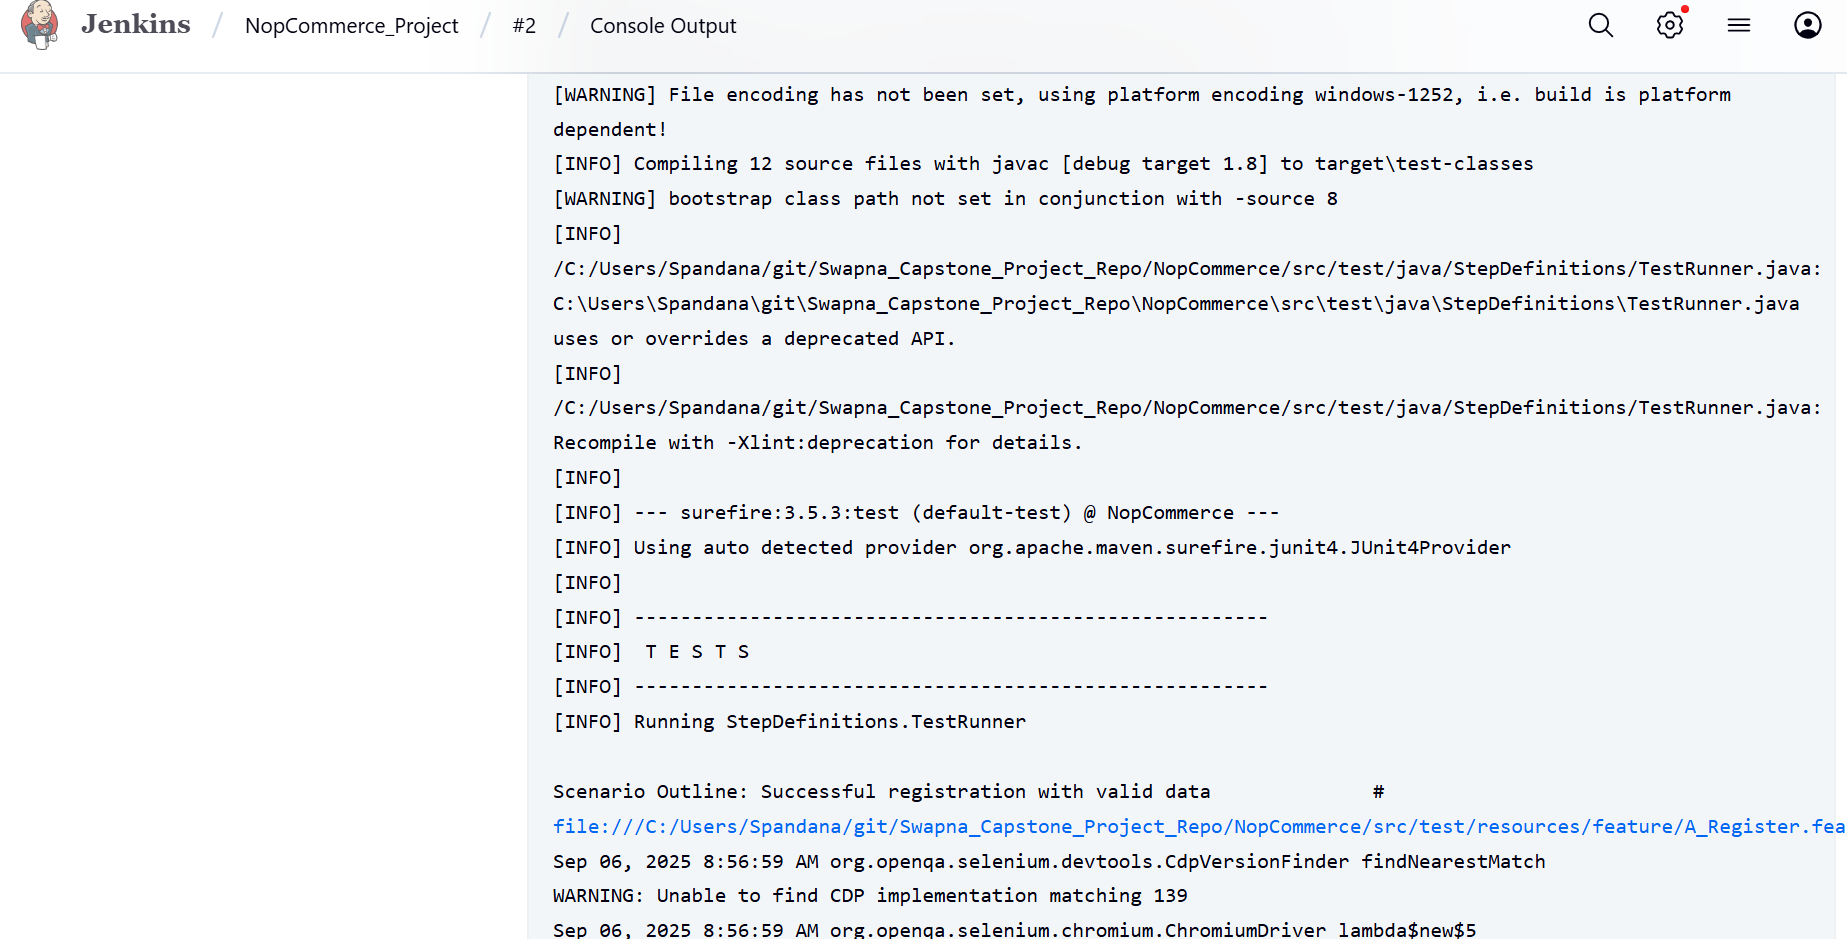 Jenkins / NopCommerce_Project / #2 / Console Output
[WARNING] File encoding has not been set, using platform encoding windows-1252, i.e. build is platform
dependent!
[INFO] Compiling 12 source files with javac [debug target 1.8] to target\test-classes
[WARNING] bootstrap class path not set in conjunction with -source 8
[INFO]
/C:/Users/Spandana/git/Swapna_Capstone_Project_Repo/NopCommerce/src/test/java/StepDefinitions/TestRunner.java:
C:\Users\Spandana\git\Swapna_Capstone_Project_Repo\NopCommerce\src\test\java\StepDefinitions\TestRunner.java
uses or overrides a deprecated API.
[INFO]
/C:/Users/Spandana/git/Swapna_Capstone_Project_Repo/NopCommerce/src/test/java/StepDefinitions/TestRunner.java:
Recompile with -Xlint:deprecation for details.
[INFO]
[INFO] --- surefire:3.5.3:test (default-test) @ NopCommerce ---
[INFO] Using auto detected provider org.apache.maven.surefire.junit4.JUnit4Provider
[INFO]
[INFO] -------------------------------------------------------
[INFO]  T E S T S
[INFO] -------------------------------------------------------
[INFO] Running StepDefinitions.TestRunner
Scenario Outline: Successful registration with valid data              #
file:///C:/Users/Spandana/git/Swapna_Capstone_Project_Repo/NopCommerce/src/test/resources/feature/A_Register.fea
Sep 06, 2025 8:56:59 AM org.openqa.selenium.devtools.CdpVersionFinder findNearestMatch
WARNING: Unable to find CDP implementation matching 139
Sep 06, 2025 8:56:59 AM org.openqa.selenium.chromium.ChromiumDriver lambda$new$5